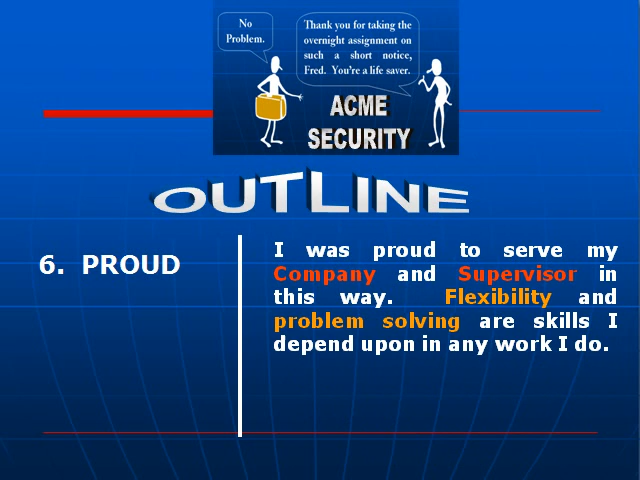 No
Problem.
Thank you for taking the
overnight assignment on
such a short notice,
Fred. You're a life saver.
ACME
SECURITY
OUTLINE
6. PROUD
I was proud to serve my
Company and Supervisor in
this way. Flexibility and
problem solving are skills I
depend upon in any work I do.